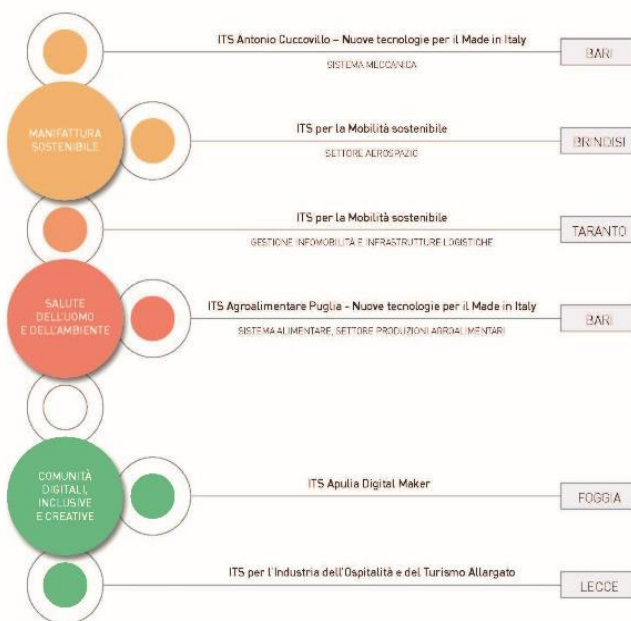 ITS Antonio Cuccovillo – Nuove tecnologie per il Made in Italy
SISTEMA MECCANICA
BARI
MANIFATTURA
SOSTENIBILE
ITS per la Mobilità sostenibile
SETTORE AEROSPAZIO
BRINDISI
ITS per la Mobilità sostenibile
GESTIONE INFOMOBILITÀ E INFRASTRUTTURE LOGISTICHE
TARANTO
SALUTE
DELL'UOMO
E DELL'AMBIENTE
ITS Agroalimentare Puglia - Nuove tecnologie per il Made in Italy
SISTEMA ALIMENTARE, SETTORE PRODUZIONI AGROALIMENTARI
BARI
COMUNITÀ
DIGITALI,
INCLUSIVE
E CREATIVE
ITS Apulia Digital Maker
FOGGIA
ITS per l'Industria dell'Ospitalità e del Turismo Allargato
LECCE